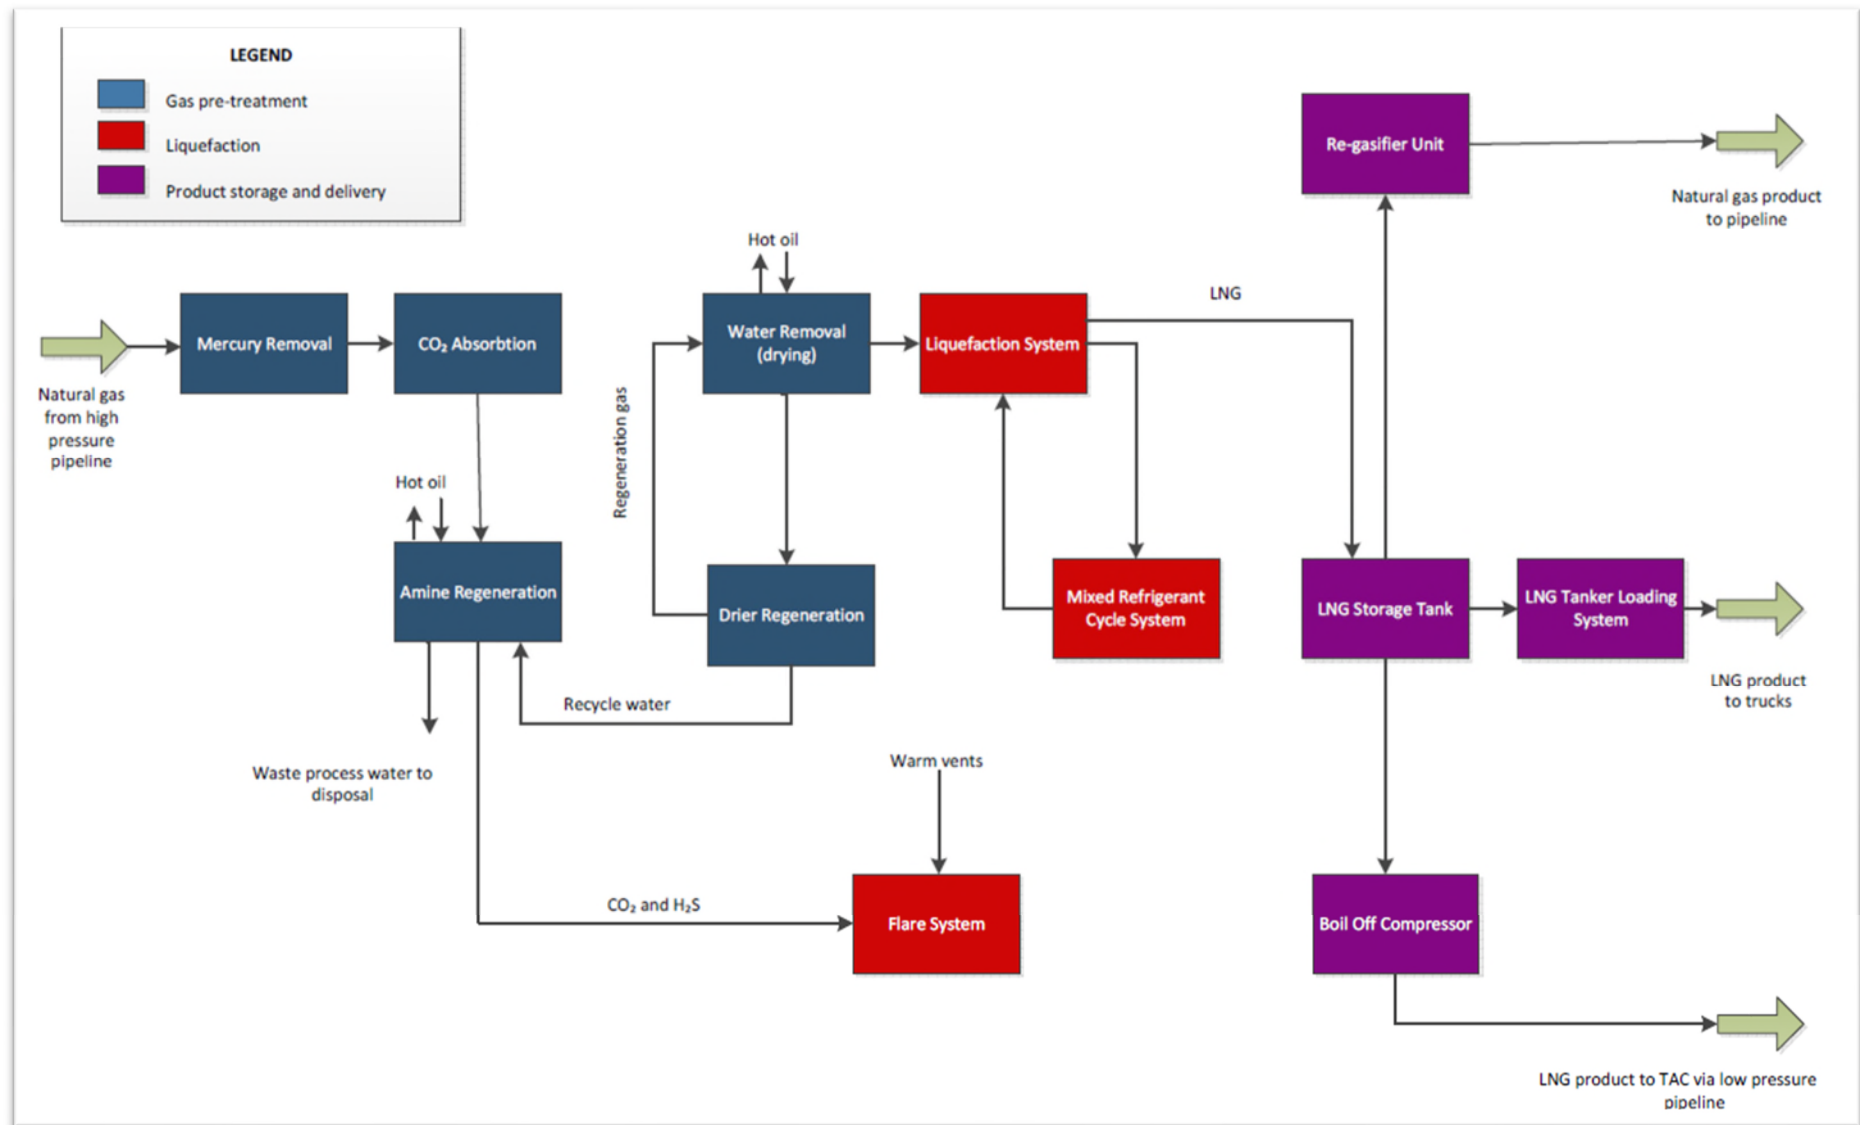 LEGEND
Gas pre-treatment
Liquefaction
Product storage and delivery
Re-gasifier Unit
Natural gas product
to pipeline
Hot oil
LNG
Mercury Removal
CO₂ Absorbtion
Water Removal
(drying)
Liquefaction System
Natural gas
from high
pressure
pipeline
Regeneration gas
Hot oil
Amine Regeneration
Drier Regeneration
Mixed Refrigerant
Cycle System
LNG Storage Tank
LNG Tanker Loading
System
LNG product
to trucks
Recycle water
Waste process water to
disposal
Warm vents
CO₂ and H₂S
Flare System
Boil Off Compressor
LNG product to TAC via low pressure
pipeline